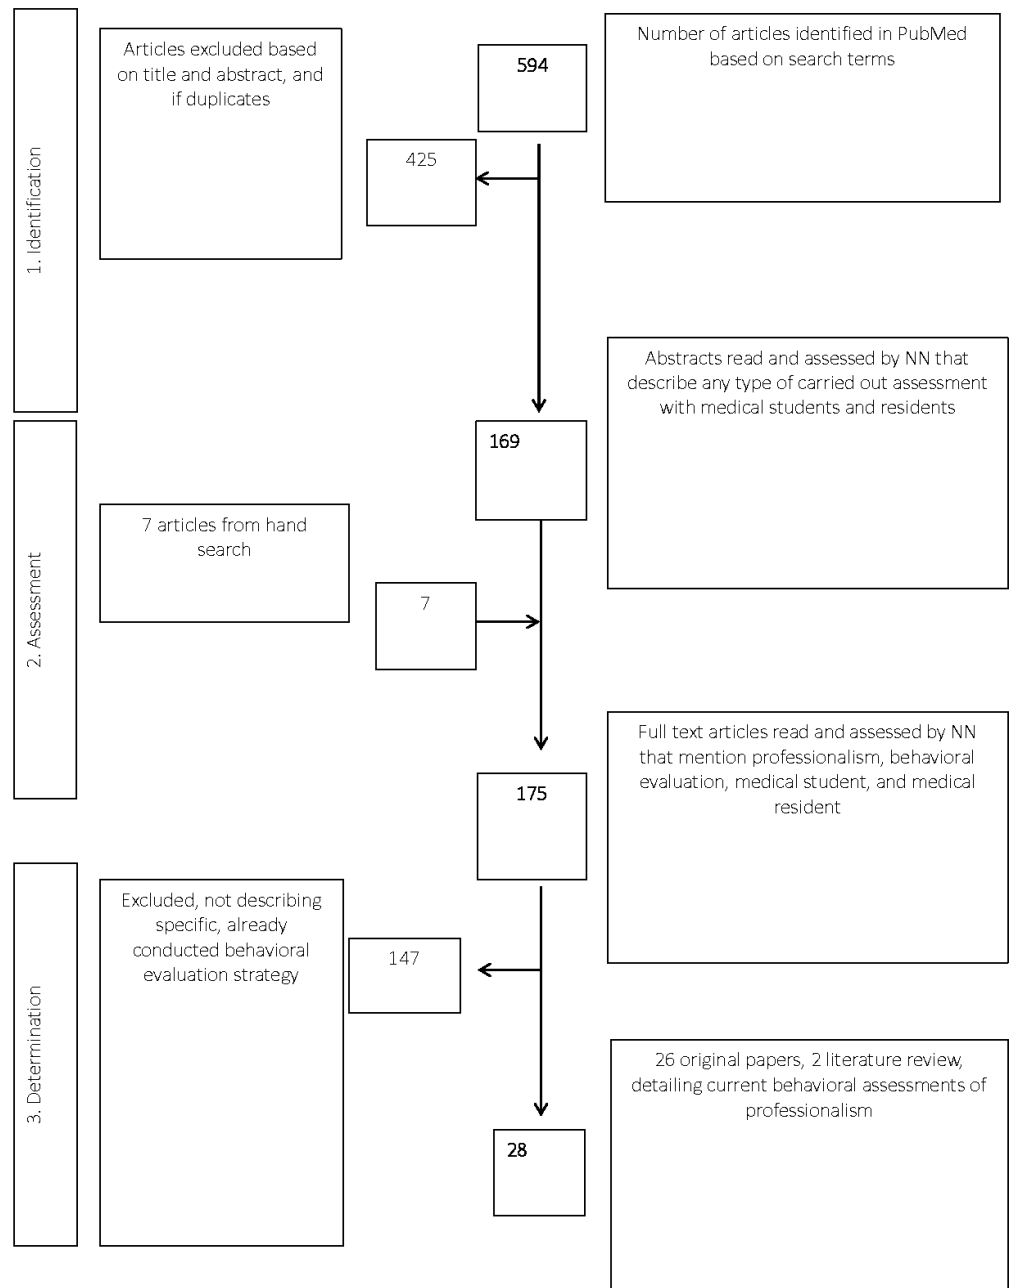 1. Identification
Articles excluded based
on title and abstract, and
if duplicates
594
Number of articles identified in PubMed
based on search terms
425
Abstracts read and assessed by NN that
describe any type of carried out assessment
with medical students and residents
169
2. Assessment
7 articles from hand
search
7
Full text articles read and assessed by NN
that mention professionalism, behavioral
evaluation, medical student, and medical
resident
175
3. Determination
Excluded, not describing
specific, already
conducted behavioral
evaluation strategy
147
26 original papers, 2 literature review,
detailing current behavioral assessments of
professionalism
28